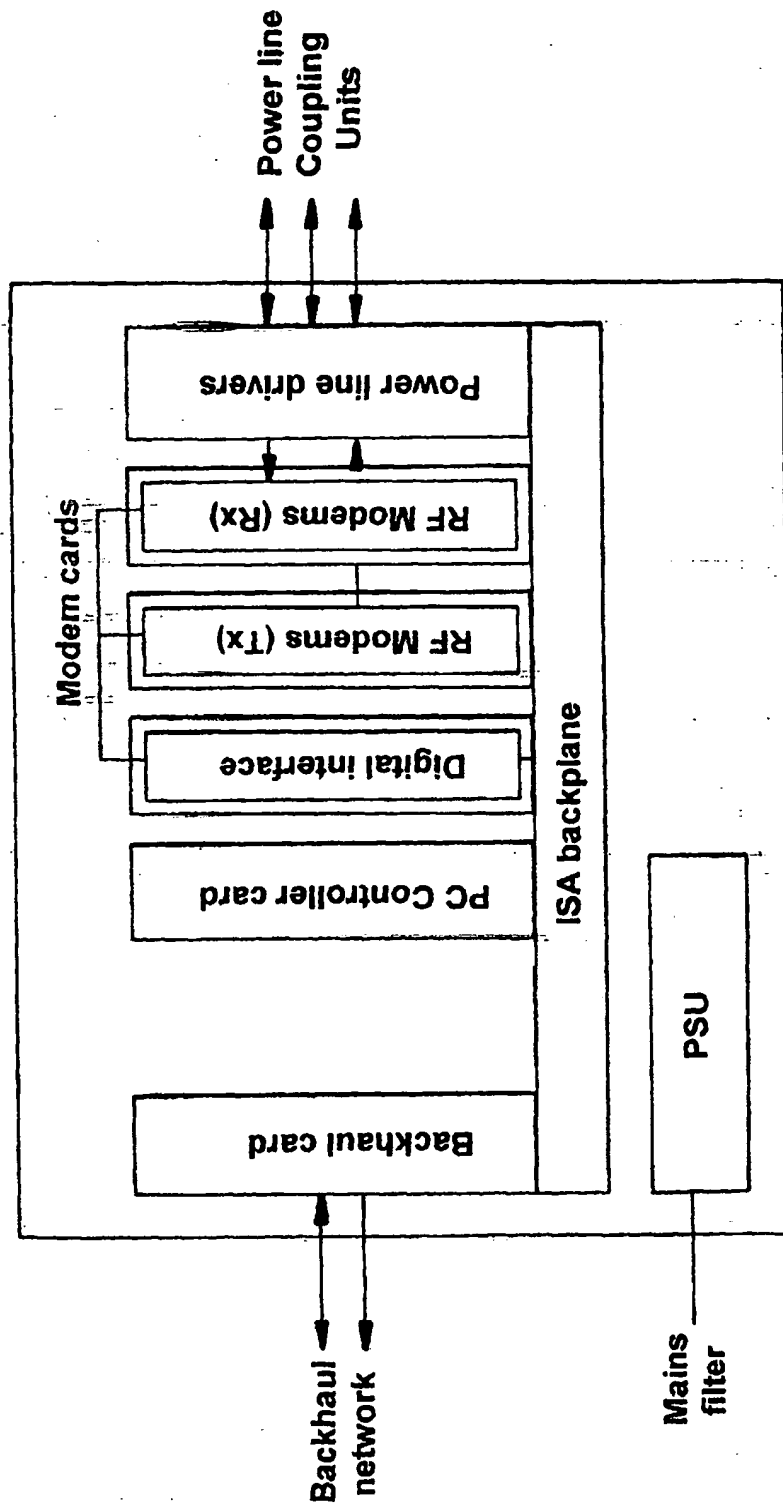 Modem cards
Backhaul card
PC Controller card
Digital interface
RF Modems (Tx)
RF Modems (Rx)
Power line drivers
Backhaul
network
Power line
Coupling
Units
ISA backplane
Mains
filter
PSU